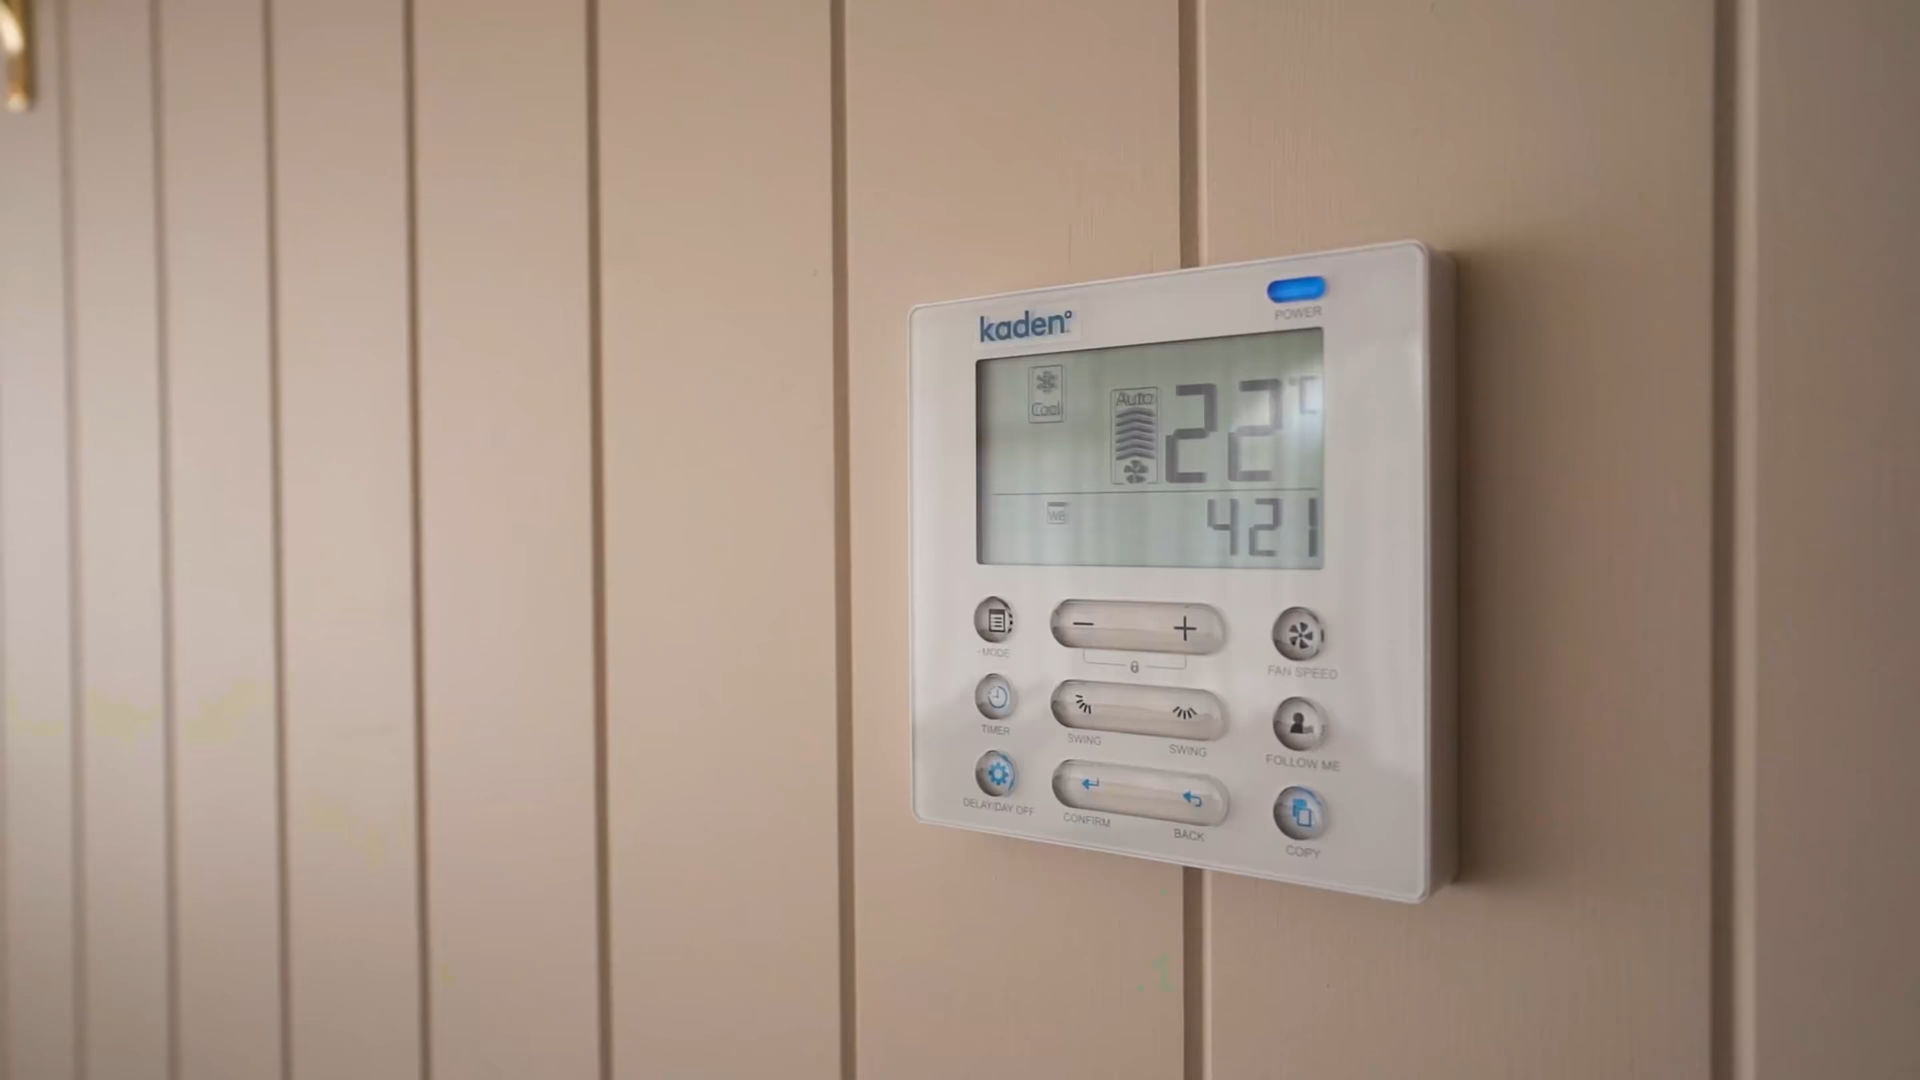 POWER
kaden°
Cool
Auto
22°C
WE
421
MODE
FAN SPEED
TIMER
SWING
SWING
FOLLOW ME
DELAY/DAY OFF
CONFIRM
BACK
COPY